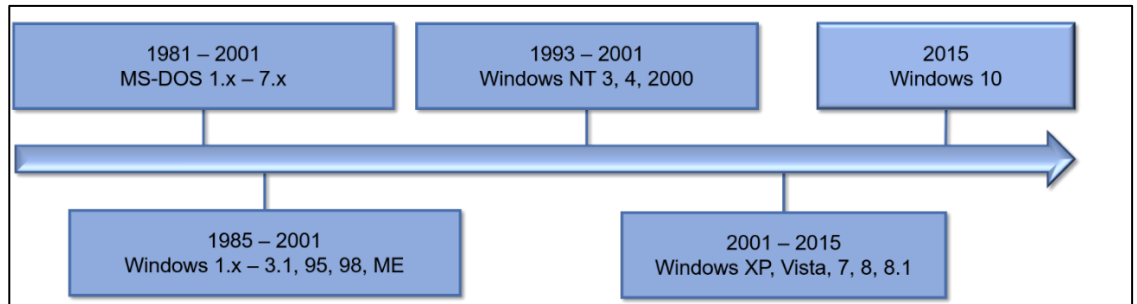 1981 – 2001
MS-DOS 1.x – 7.x
1993 – 2001
Windows NT 3, 4, 2000
2015
Windows 10
1985 – 2001
Windows 1.x – 3.1, 95, 98, ME
2001 – 2015
Windows XP, Vista, 7, 8, 8.1